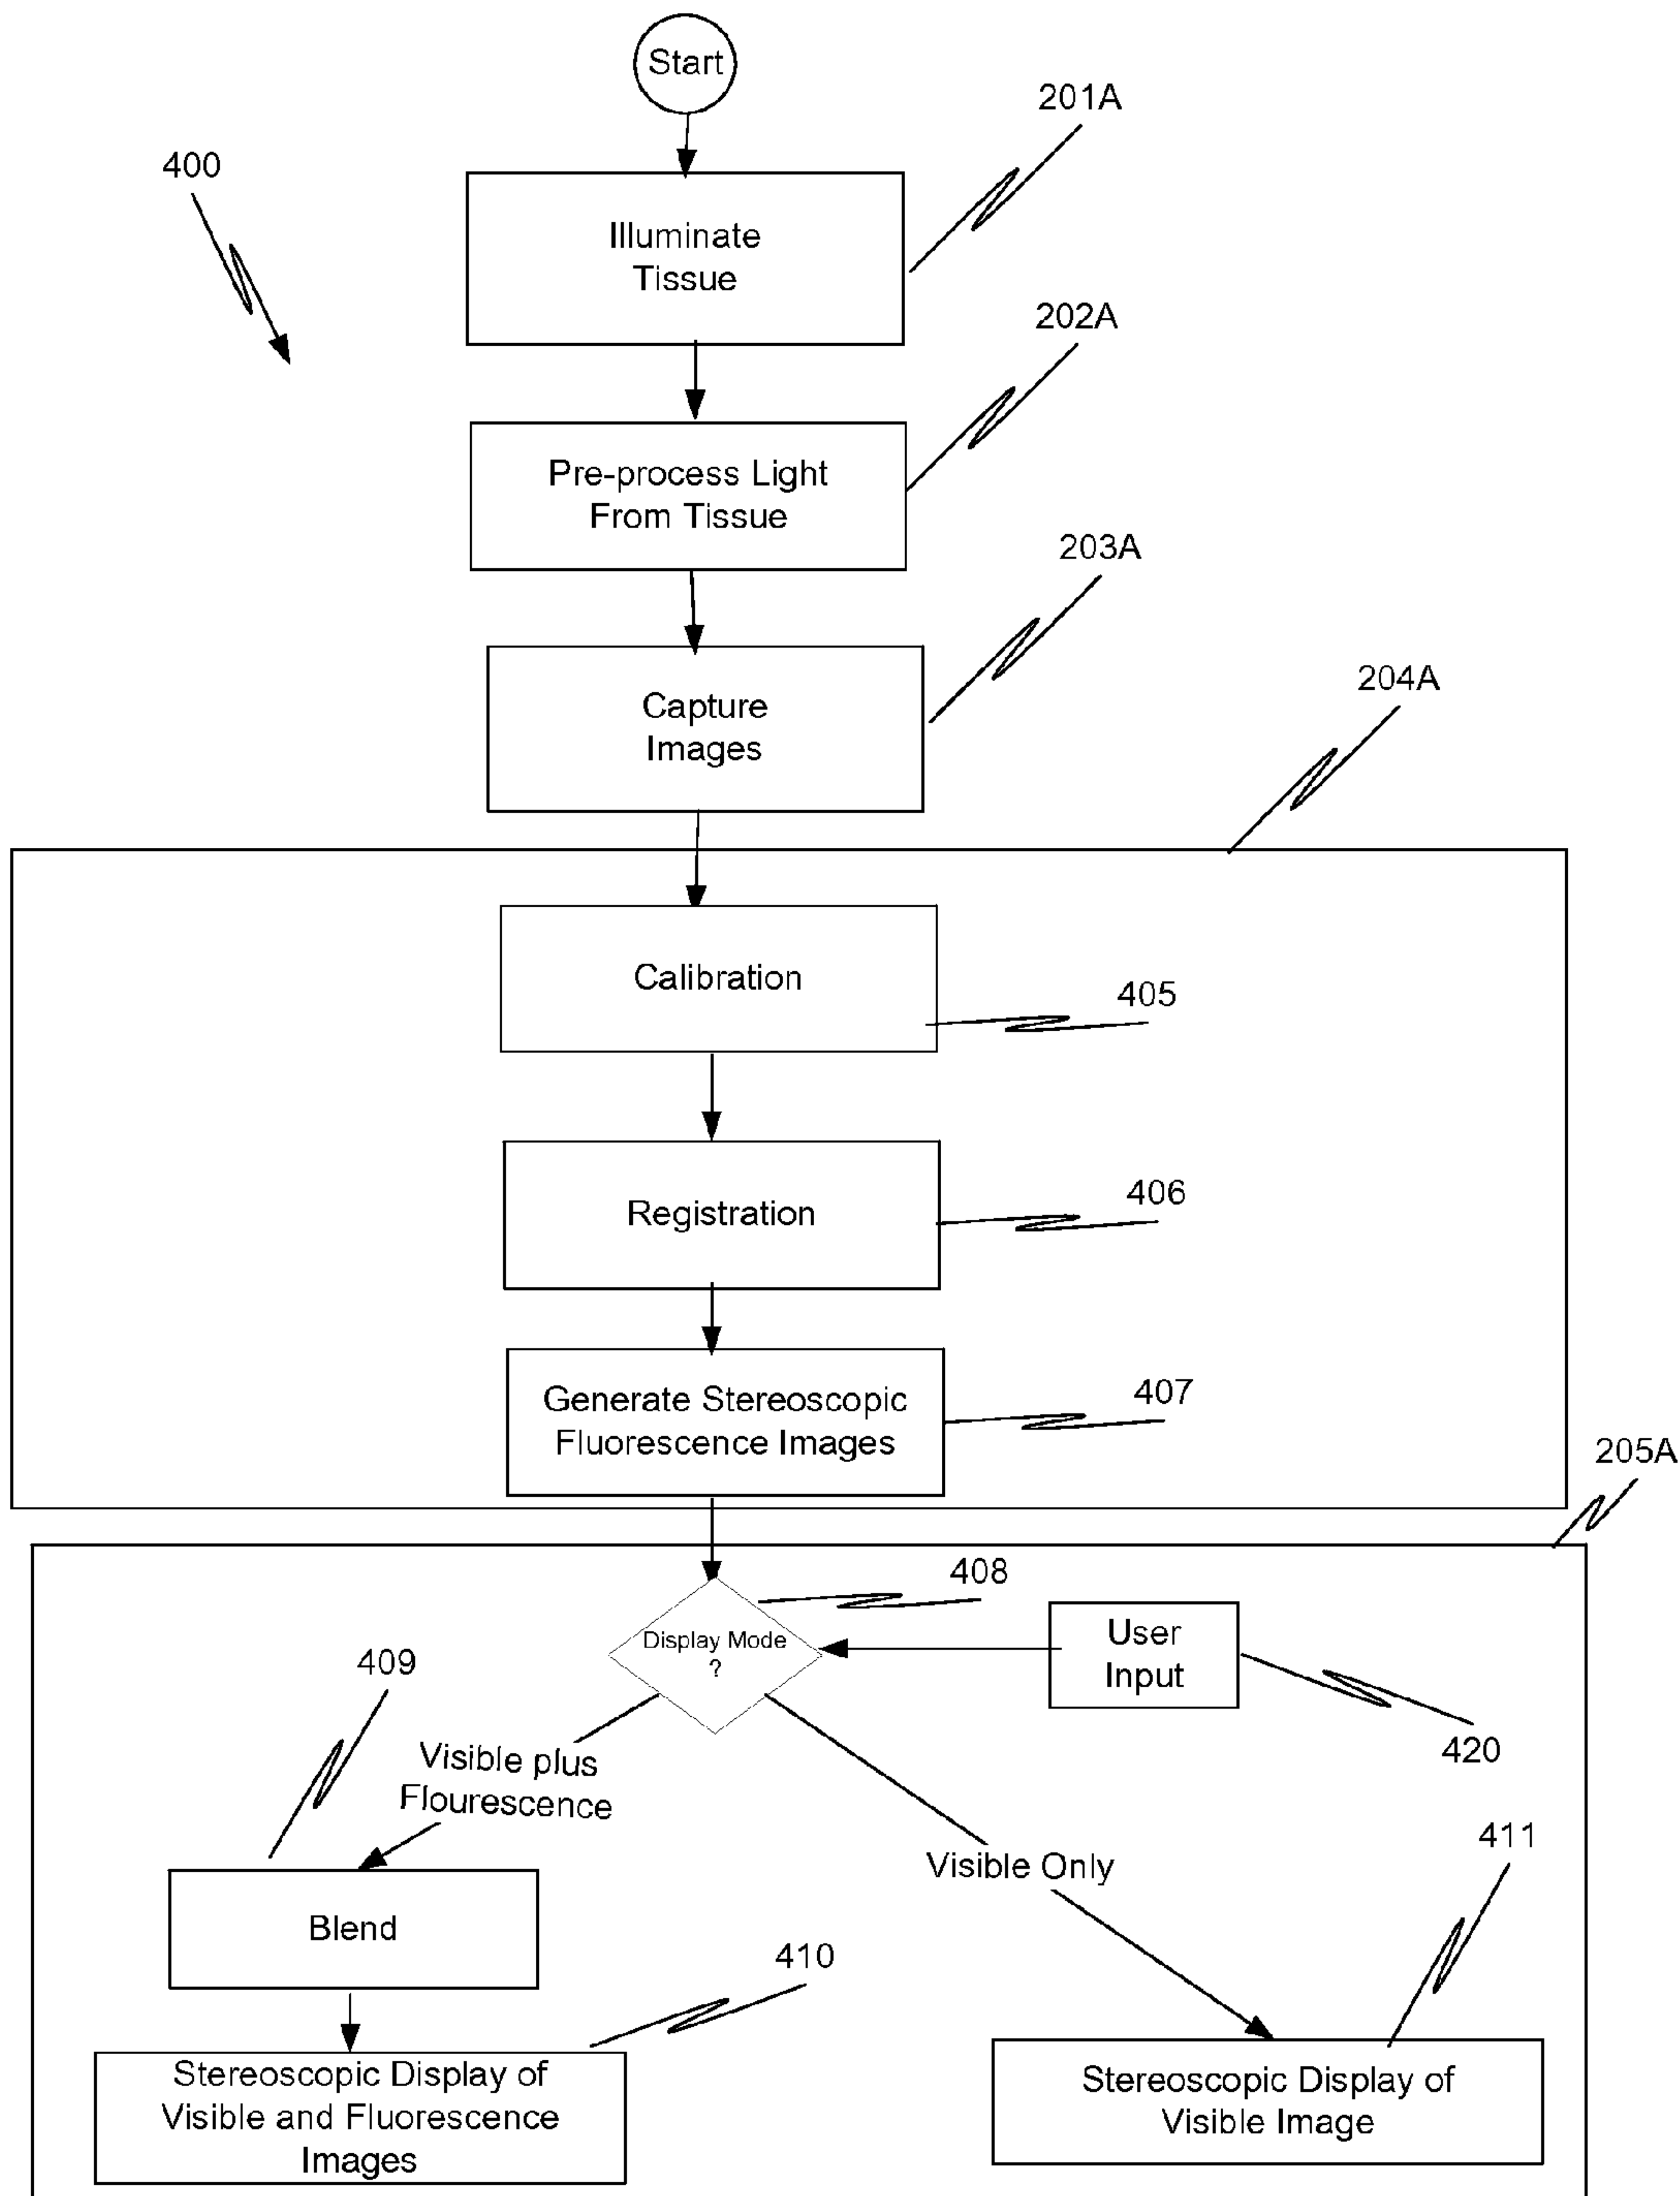 Start
201A
400
Illuminate
Tissue
202A
Pre-process Light
From Tissue
203A
Capture
Images
204A
Calibration
405
Registration
406
Generate Stereoscopic
Fluorescence Images
407
205A
408
Display Mode
?
User
Input
420
409
Visible plus
Flourescence
Visible Only
411
Blend
410
Stereoscopic Display of
Visible and Fluorescence
Images
Stereoscopic Display of
Visible Image